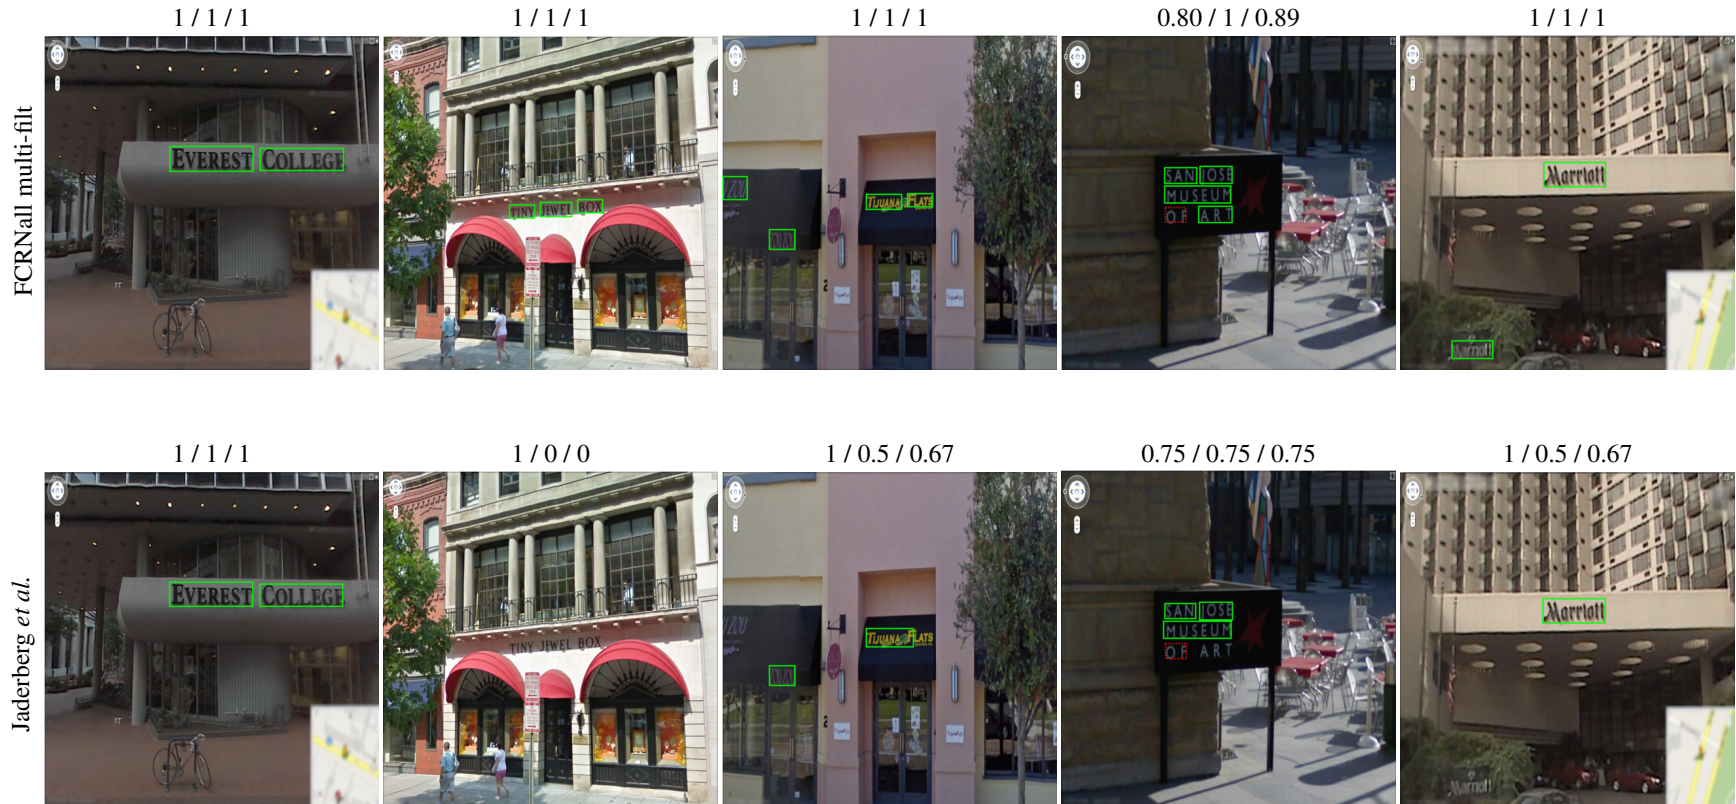 1 / 1 / 1
1 / 1 / 1
1 / 1 / 1
0.80 / 1 / 0.89
1 / 1 / 1
FCRNall multi-filt
EVEREST COLLEGE
TINY JEWEL BOX
ZOU
TIJUANA FLATS
SAN JOSE
MUSEUM
OF ART
Marriott
Marriott
1 / 1 / 1
1 / 0 / 0
1 / 0.5 / 0.67
0.75 / 0.75 / 0.75
1 / 0.5 / 0.67
Jaderberg et al.
EVEREST COLLEGE
TINY JEWEL BOX
ZOU
TIJUANA FLATS
SAN JOSE
MUSEUM
OF ART
Marriott
Marriott